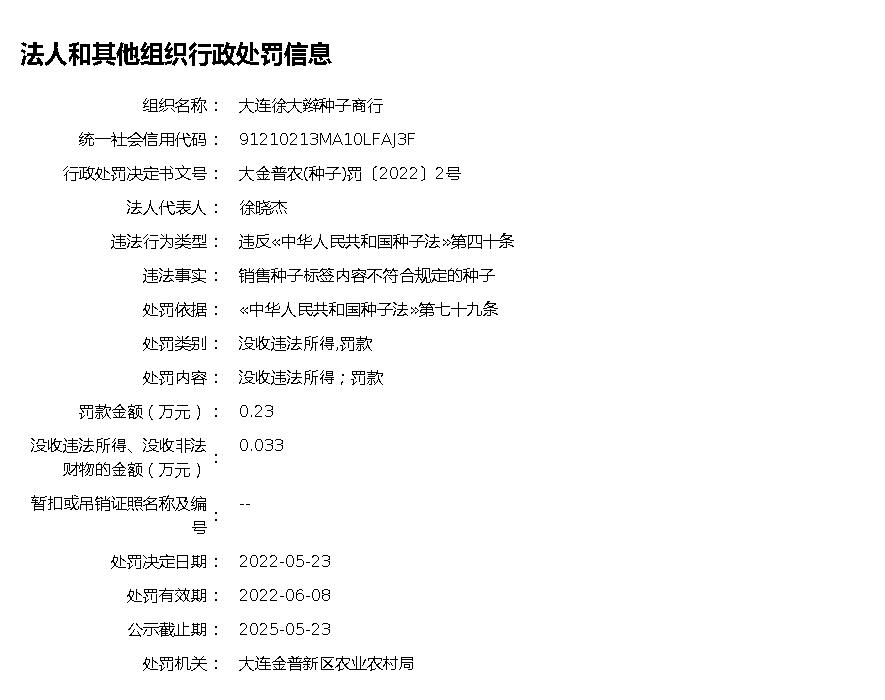 法人和其他组织行政处罚信息
组织名称： 大连徐大辫种子商行
统一社会信用代码： 91210213MA10LFAJ3F
行政处罚决定书文号： 大金普农(种子)罚〔2022〕2号
法人代表人： 徐晓杰
违法行为类型： 违反«中华人民共和国种子法»第四十条
违法事实： 销售种子标签内容不符合规定的种子
处罚依据： «中华人民共和国种子法»第七十九条
处罚类别： 没收违法所得,罚款
处罚内容： 没收违法所得；罚款
罚款金额（万元）： 0.23
没收违法所得、没收非法
财物的金额（万元）： 0.033
暂扣或吊销证照名称及编
号： --
处罚决定日期： 2022-05-23
处罚有效期： 2022-06-08
公示截止期： 2025-05-23
处罚机关： 大连金普新区农业农村局